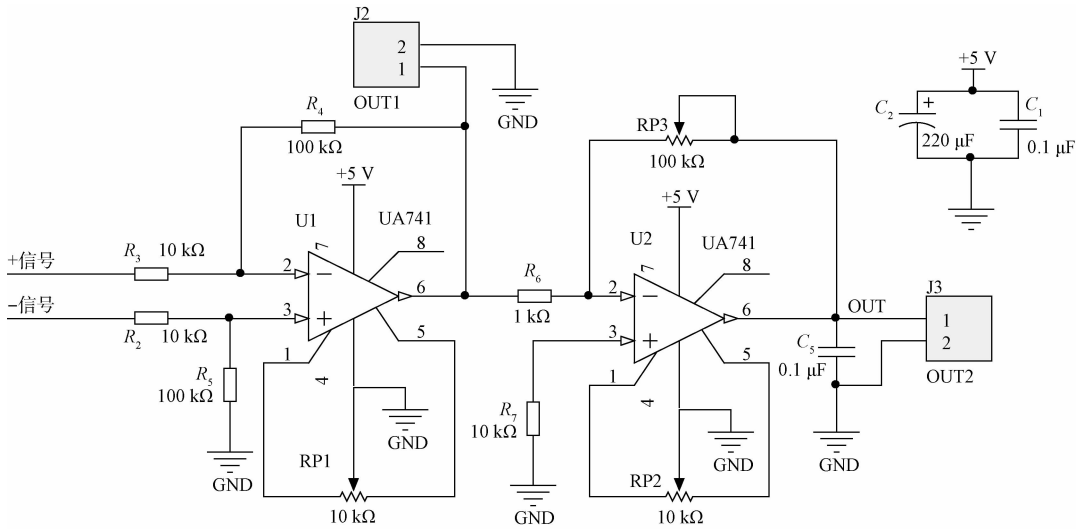 J2
2
1
OUT1
GND
R4
100 kΩ
+5 V
U1
UA741
7
8
+信号
R3
10 kΩ
2
−
6
−信号
R2
10 kΩ
3
+
1
4
5
R5
100 kΩ
GND
GND
RP1
10 kΩ
RP3
100 kΩ
+5 V
U2
UA741
7
8
R6
1 kΩ
2
−
6
3
+
1
4
5
R7
10 kΩ
GND
GND
RP2
10 kΩ
OUT
J3
1
2
OUT2
C5
0.1 μF
GND
+5 V
C2
+
220 μF
C1
0.1 μF
GND